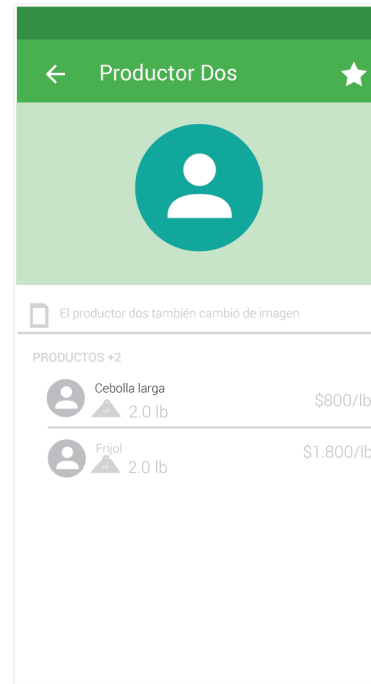 Productor Dos
El productor dos también cambió de imagen
PRODUCTOS +2
Cebolla larga
2.0 lb
$800/lb
Frijol
2.0 lb
$1.800/lb